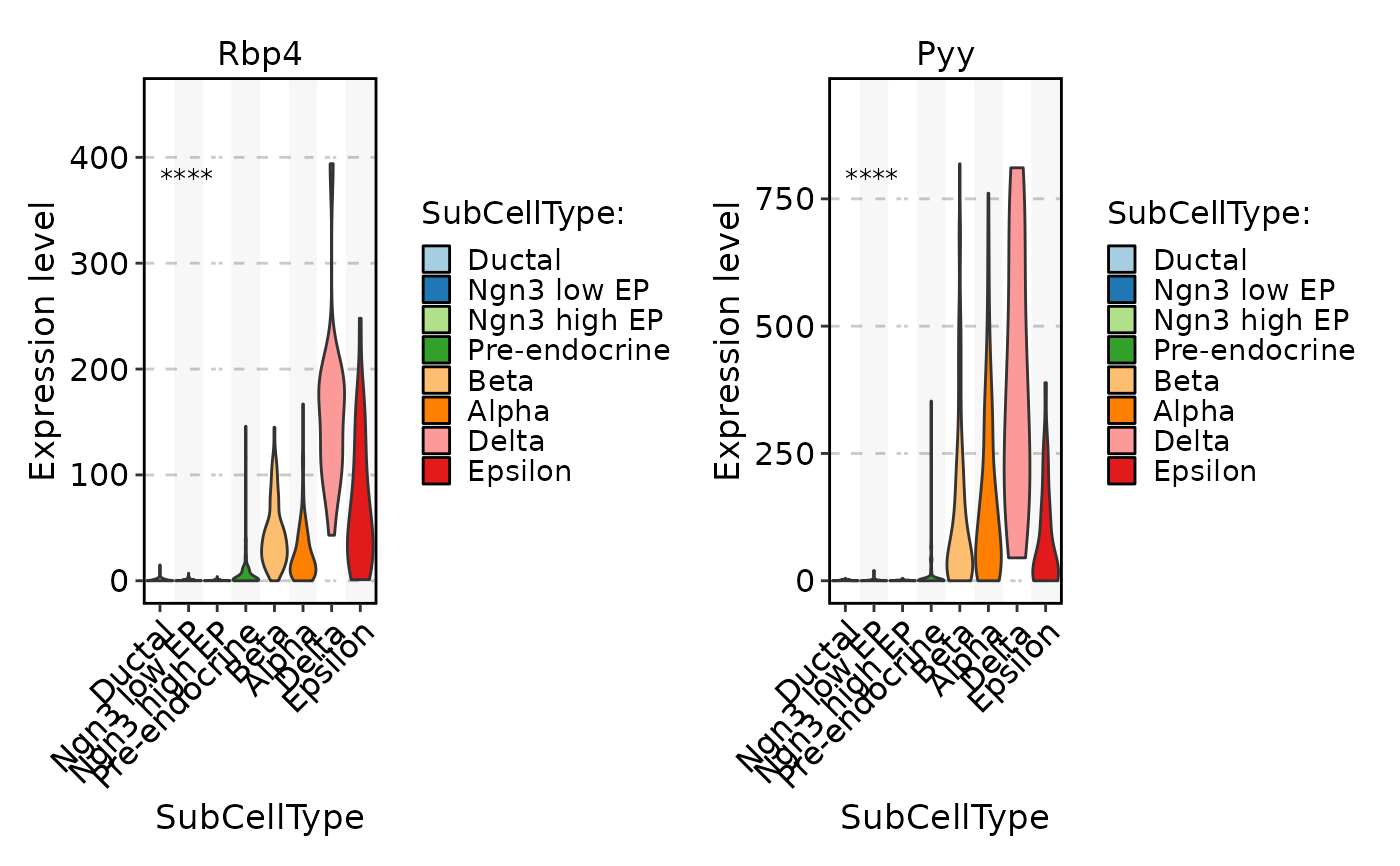 Rbp4
Expression level
400
300
200
100
0
****
Ductal
Ngn3 low EP
Ngn3 high EP
Pre-endocrine
Beta
Alpha
Delta
Epsilon
SubCellType
SubCellType:
Ductal
Ngn3 low EP
Ngn3 high EP
Pre-endocrine
Beta
Alpha
Delta
Epsilon
Pyy
Expression level
750
500
250
0
****
Ductal
Ngn3 low EP
Ngn3 high EP
Pre-endocrine
Beta
Alpha
Delta
Epsilon
SubCellType
SubCellType:
Ductal
Ngn3 low EP
Ngn3 high EP
Pre-endocrine
Beta
Alpha
Delta
Epsilon